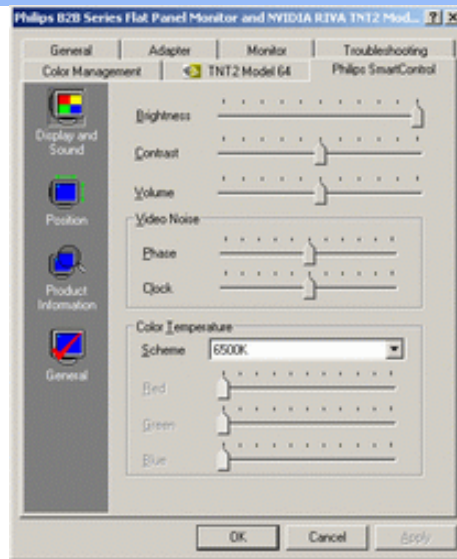 Philips B2B Series Flat Panel Monitor and NVIDIA RIVA TNT2 Mod...
General Adapter Monitor Troubleshooting
Color Management TNT2 Model 64 Philips SmartControl
Display and
Sound
Position
Product
Information
General
Brightness
Contrast
Volume
Video Noise
Phase
Clock
Color Temperature
Scheme 6500K
Red
Green
Blue
OK Cancel Apply